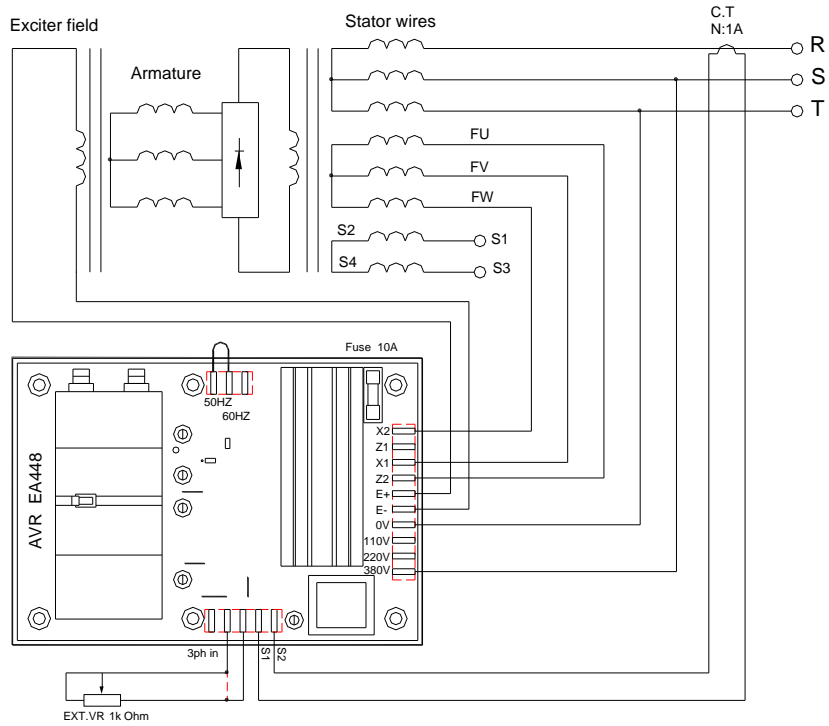 Exciter field
Stator wires
C.T
N:1A
R
Armature
S
T
FU
FV
FW
S2
S1
S4
S3
Fuse 10A
50HZ
60HZ
AVR EA448
X2
Z1
X1
Z2
E+
E-
0V
110V
220V
380V
3ph in
S1
S2
EXT.VR 1k Ohm